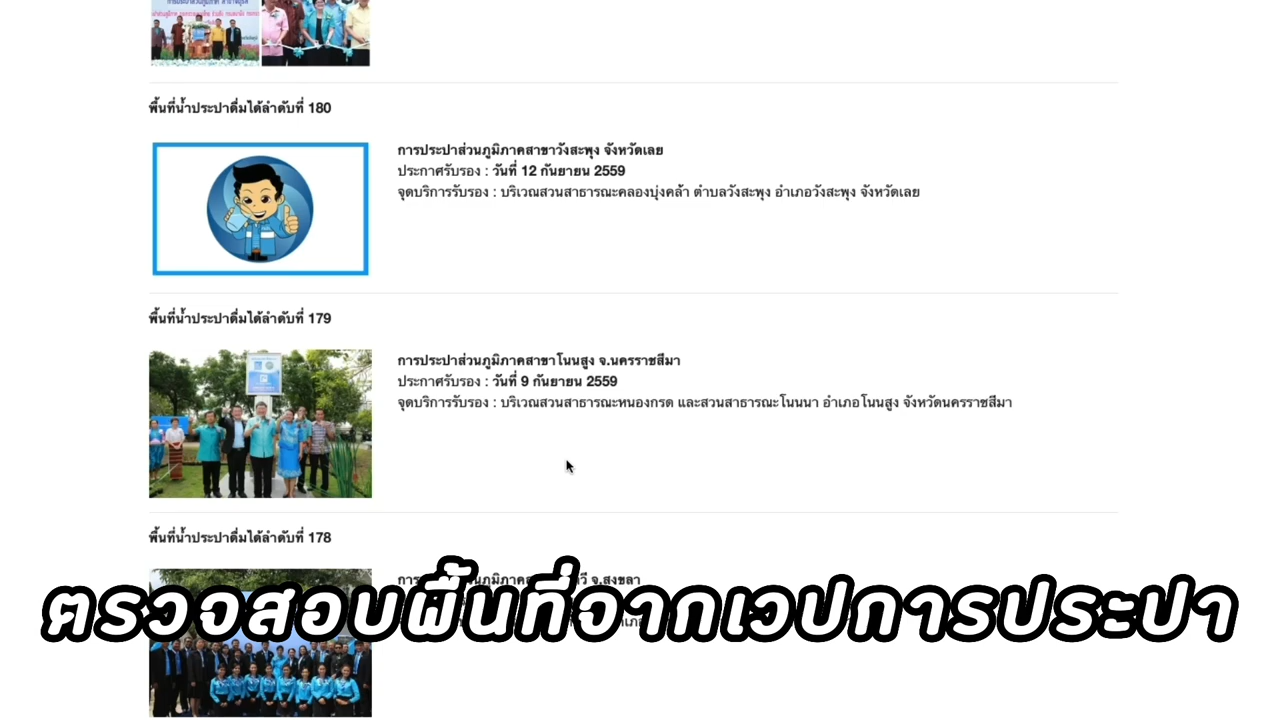 พื้นที่น้ำประปาดื่มได้ลำดับที่ 180
การประปาส่วนภูมิภาคสาขาวังสะพุง จังหวัดเลย
ประกาศรับรอง : วันที่ 12 กันยายน 2559
จุดบริการรับรอง : บริเวณสวนสาธารณะคลองบุ่งคล้า ตำบลวังสะพุง อำเภอวังสะพุง จังหวัดเลย
พื้นที่น้ำประปาดื่มได้ลำดับที่ 179
การประปาส่วนภูมิภาคสาขาโนนสูง จ.นครราชสีมา
ประกาศรับรอง : วันที่ 9 กันยายน 2559
จุดบริการรับรอง : บริเวณสวนสาธารณะหนองกรด และสวนสาธารณะโนนนา อำเภอโนนสูง จังหวัดนครราชสีมา
พื้นที่น้ำประปาดื่มได้ลำดับที่ 178
จ.สงขลา
ตรวจสอบพื้นที่จากเวปการประปา